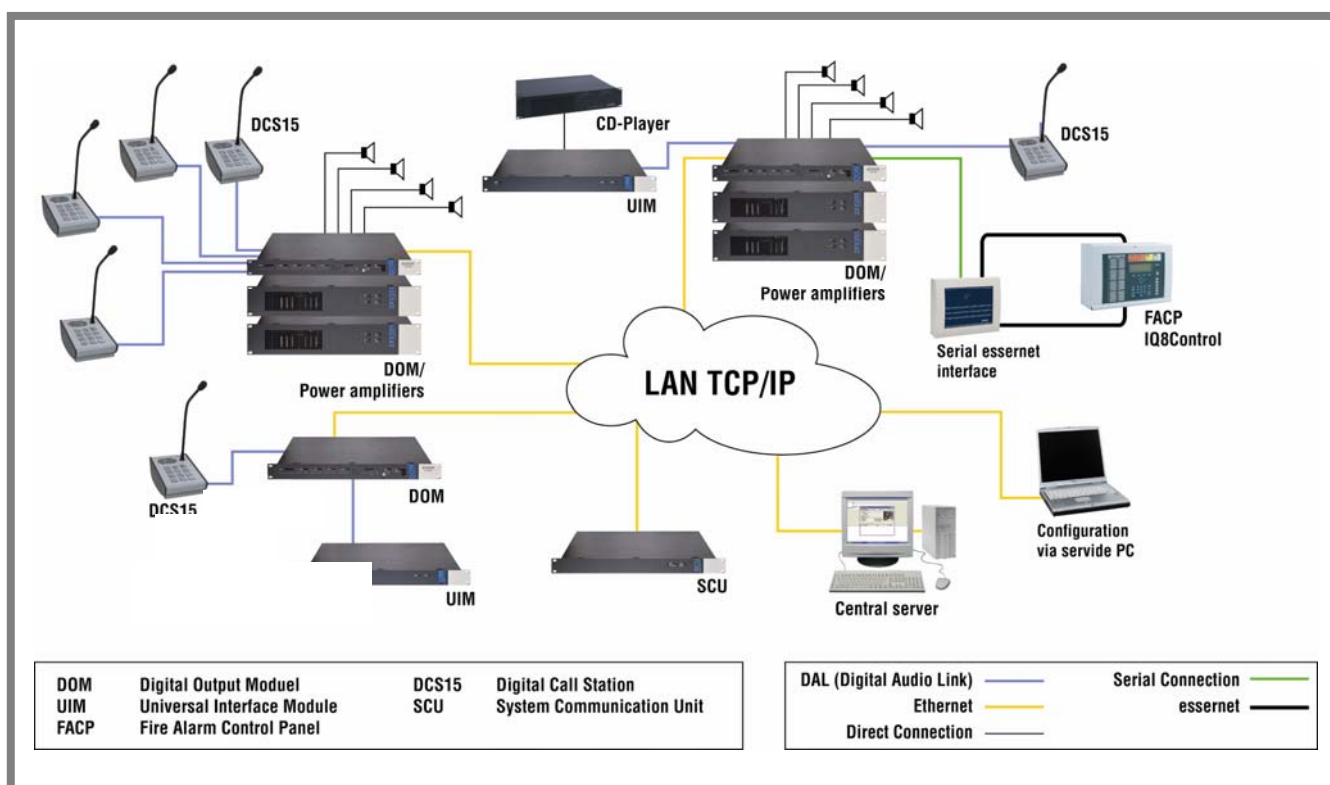 DCS15
CD-Player
UIM
DCS15
DOM/
Power amplifiers
DOM/
Power amplifiers
Serial essernet
interface
FACP
IQ8Control
LAN TCP/IP
DCS15
DOM
UIM
SCU
Central server
Configuration
via servide PC
DOM Digital Output Moduel DCS15 Digital Call Station
UIM Universal Interface Module SCU System Communication Unit
FACP Fire Alarm Control Panel
DAL (Digital Audio Link) Serial Connection
Ethernet essernet
Direct Connection